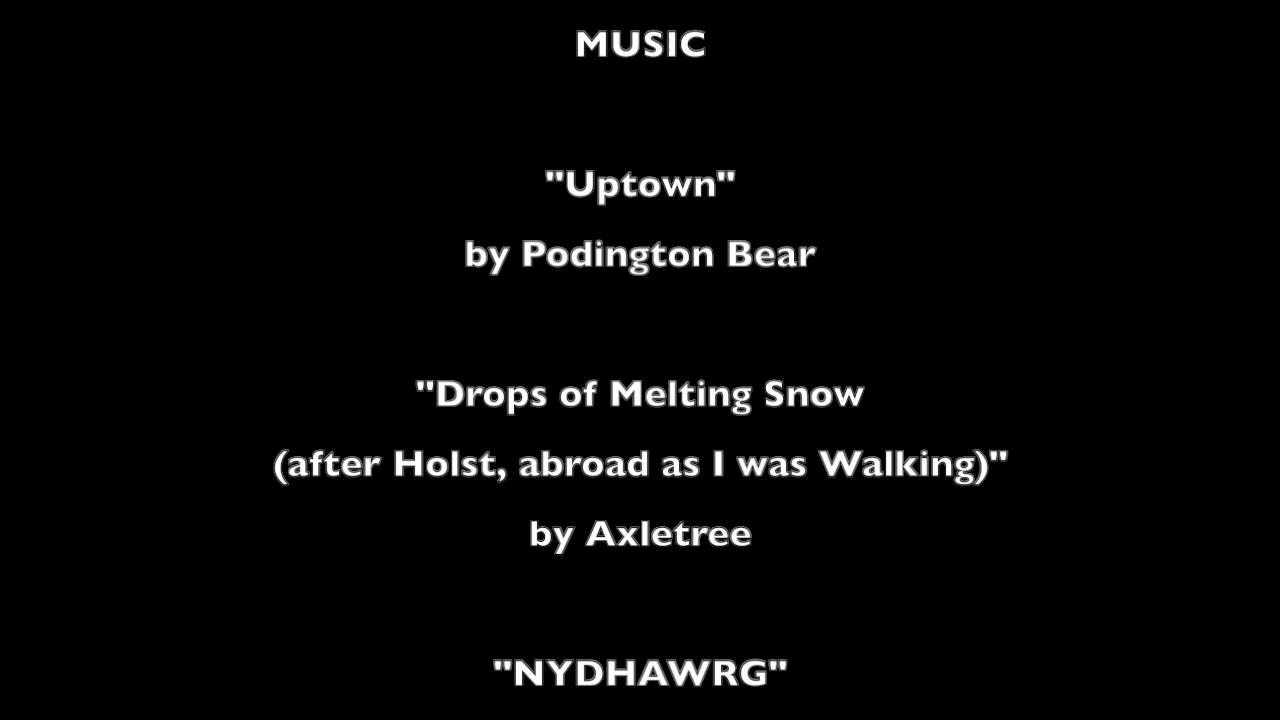 MUSIC
"Uptown"
by Podington Bear
"Drops of Melting Snow
(after Holst, abroad as I was Walking)"
by Axletree
"NYDHAWRG"